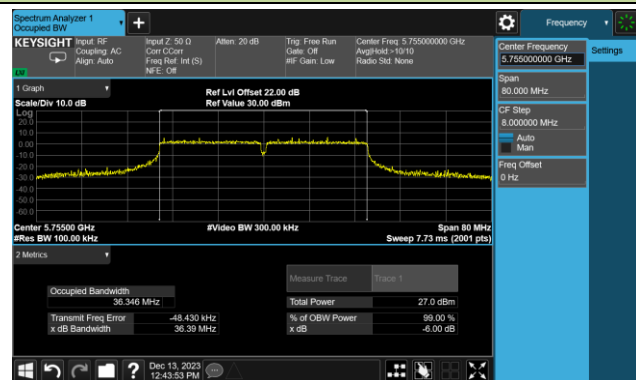 Spectrum Analyzer 1
Occupied BW
+
Frequency
KEYSIGHT
Input: RF
Coupling: AC
Align: Auto
Input Z: 50 Ω
Corr CCorr
Freq Ref: Int (S)
NFE: Off
Atten: 20 dB
Trig: Free Run
Gate: Off
#IF Gain: Low
Center Freq: 5.755000000 GHz
Avg|Hold:>10/10
Radio Std: None
Center Frequency
5.755000000 GHz
Settings
Span
80.000 MHz
CF Step
8.000000 MHz
Auto
Man
Freq Offset
0 Hz
1 Graph
Scale/Div 10.0 dB
Ref Lvl Offset 22.00 dB
Ref Value 30.00 dBm
Log
20.0
10.0
0.00
-10.0
-20.0
-30.0
-40.0
-50.0
-60.0
Center 5.75500 GHz
#Res BW 100.00 kHz
#Video BW 300.00 kHz
Span 80 MHz
Sweep 7.73 ms (2001 pts)
2 Metrics
Measure Trace
Trace 1
Occupied Bandwidth
36.346 MHz
Total Power
27.0 dBm
Transmit Freq Error
-48.430 kHz
% of OBW Power
99.00 %
x dB Bandwidth
36.39 MHz
x dB
-6.00 dB
?
Dec 13, 2023
12:43:53 PM